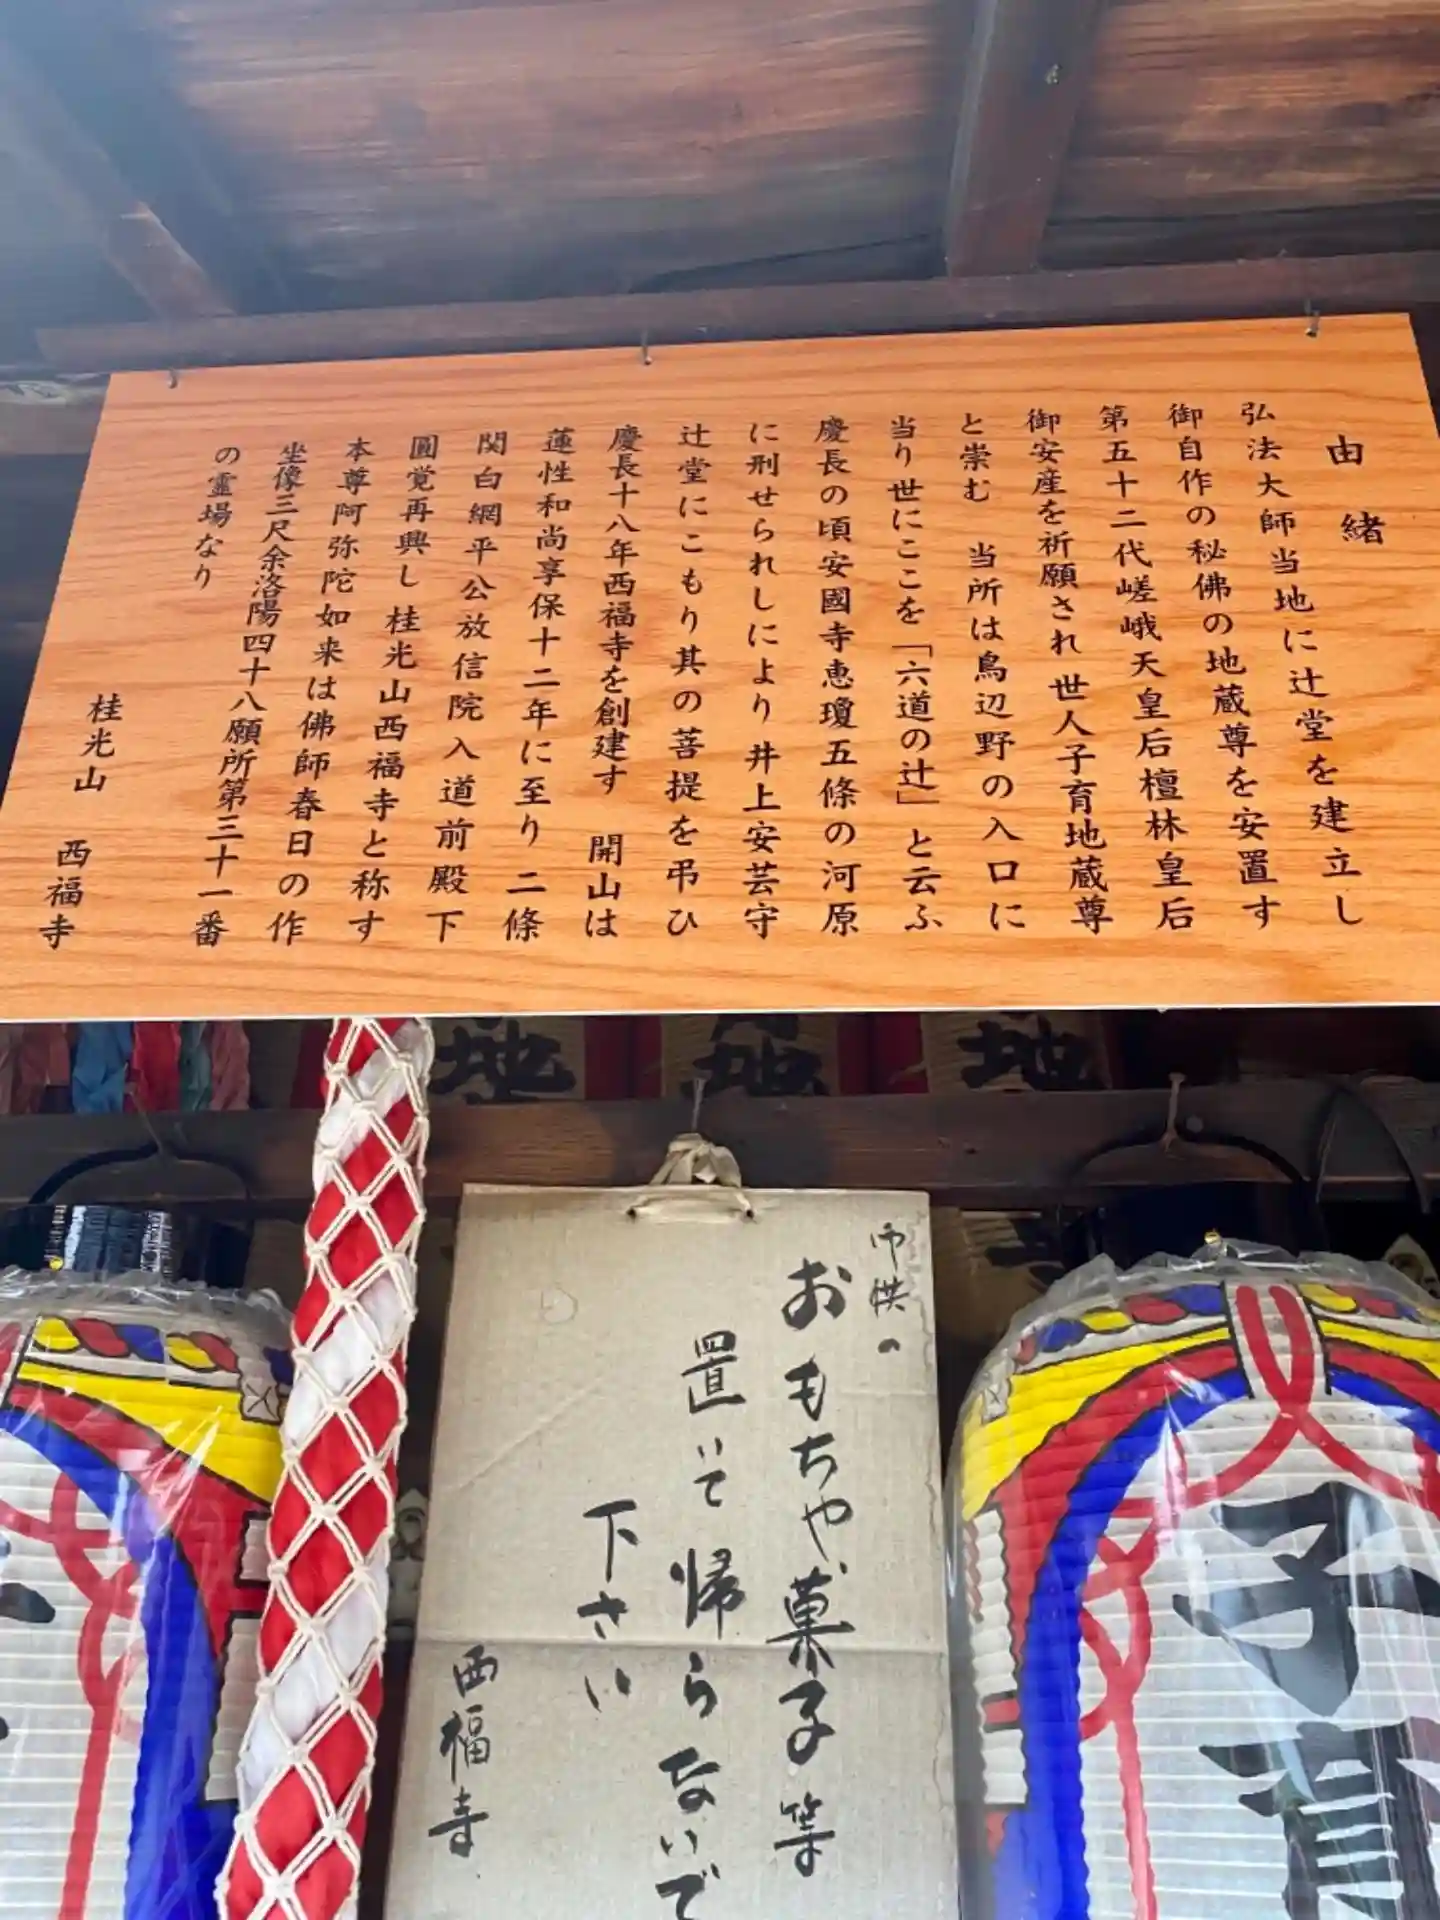 由緒
弘法大師当地に辻堂を建立し
御自作の秘佛の地蔵尊を安置す
第五十二代嵯峨天皇后檀林皇后
御安産を祈願され世人子育地蔵尊
と崇む 当所は鳥辺野の入口に
当り世にここを「六道の辻」と云ふ
慶長の頃安國寺恵瓊五條の河原
に刑せられしにより井上安芸守
辻堂にこもり其の菩提を弔ひ
慶長十八年西福寺を創建す 開山は
蓮性和尚享保十二年に至り二條
関白網平公放信院入道前殿下
圓覚再興し桂光山西福寺と称す
本尊阿弥陀如来は佛師春日の作
坐像三尺余洛陽四十八願所第三十一番
の霊場なり
桂光山 西福寺
地
地
地
御供の
おもちゃ菓子等
置いて帰らないで
下さい
西福寺
子育